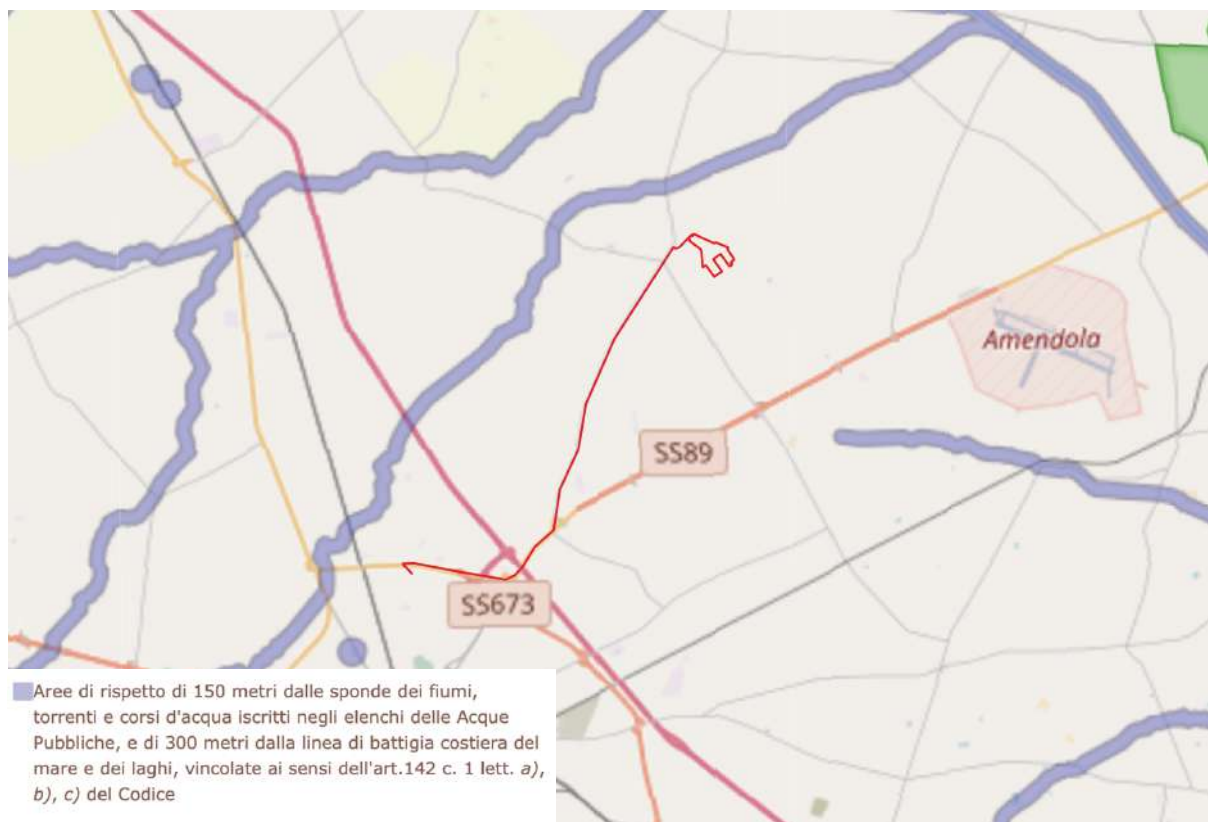 Amendola
SS89
SS673
Aree di rispetto di 150 metri dalle sponde dei fiumi,
torrenti e corsi d'acqua iscritti negli elenchi delle Acque
Pubbliche, e di 300 metri dalla linea di battigia costiera del
mare e dei laghi, vincolate ai sensi dell'art.142 c. 1 lett. a),
b), c) del Codice